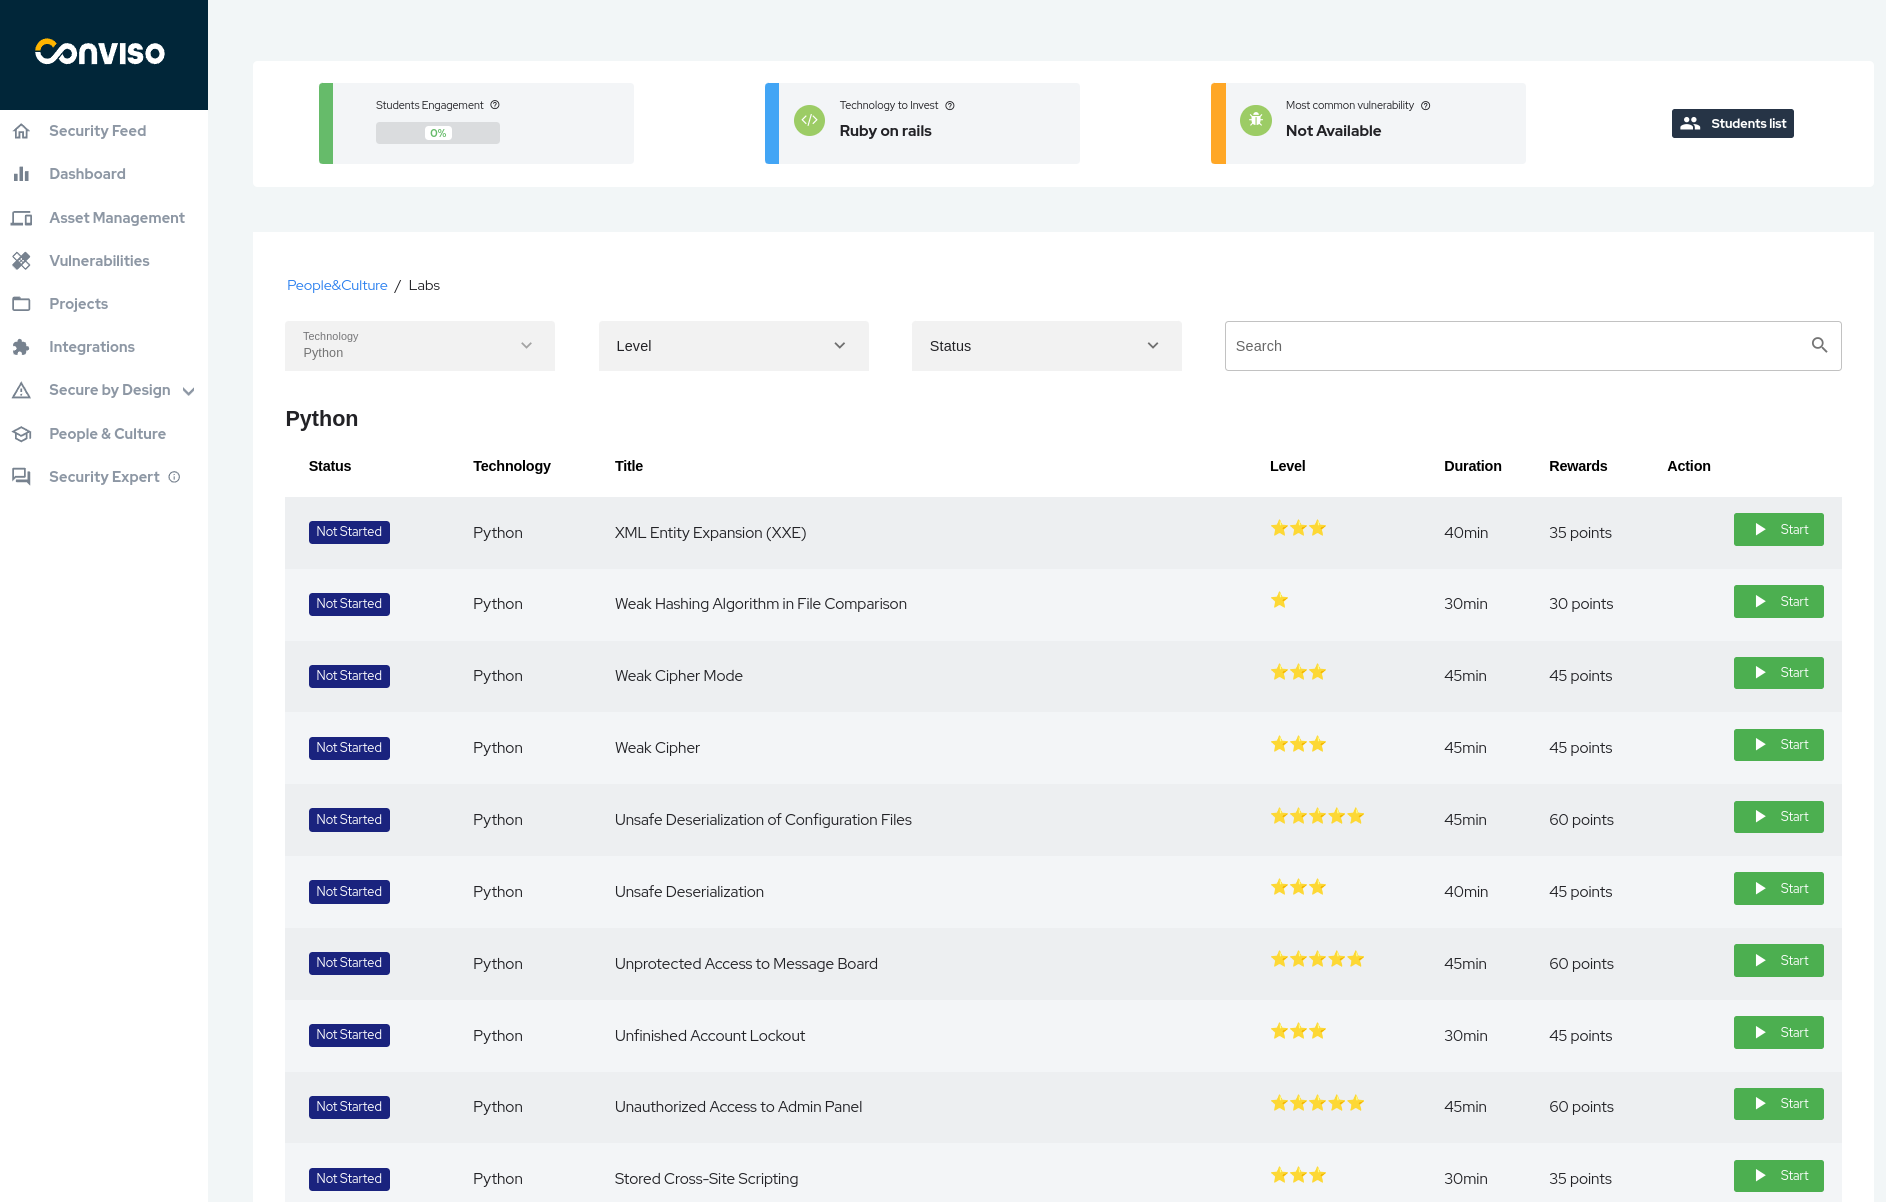 Conviso
Security Feed
Dashboard
Asset Management
Vulnerabilities
Projects
Integrations
Secure by Design
People & Culture
Security Expert
Students Engagement
0%
Technology to Invest
Ruby on rails
Most common vulnerability
Not Available
Students list
People&Culture / Labs
Technology
Python
Level
Status
Search
Python
Status Technology Title Level Duration Rewards Action
Not Started Python XML Entity Expansion (XXE) 40min 35 points Start
Not Started Python Weak Hashing Algorithm in File Comparison 30min 30 points Start
Not Started Python Weak Cipher Mode 45min 45 points Start
Not Started Python Weak Cipher 45min 45 points Start
Not Started Python Unsafe Deserialization of Configuration Files 45min 60 points Start
Not Started Python Unsafe Deserialization 40min 45 points Start
Not Started Python Unprotected Access to Message Board 45min 60 points Start
Not Started Python Unfinished Account Lockout 30min 45 points Start
Not Started Python Unauthorized Access to Admin Panel 45min 60 points Start
Not Started Python Stored Cross-Site Scripting 30min 35 points Start